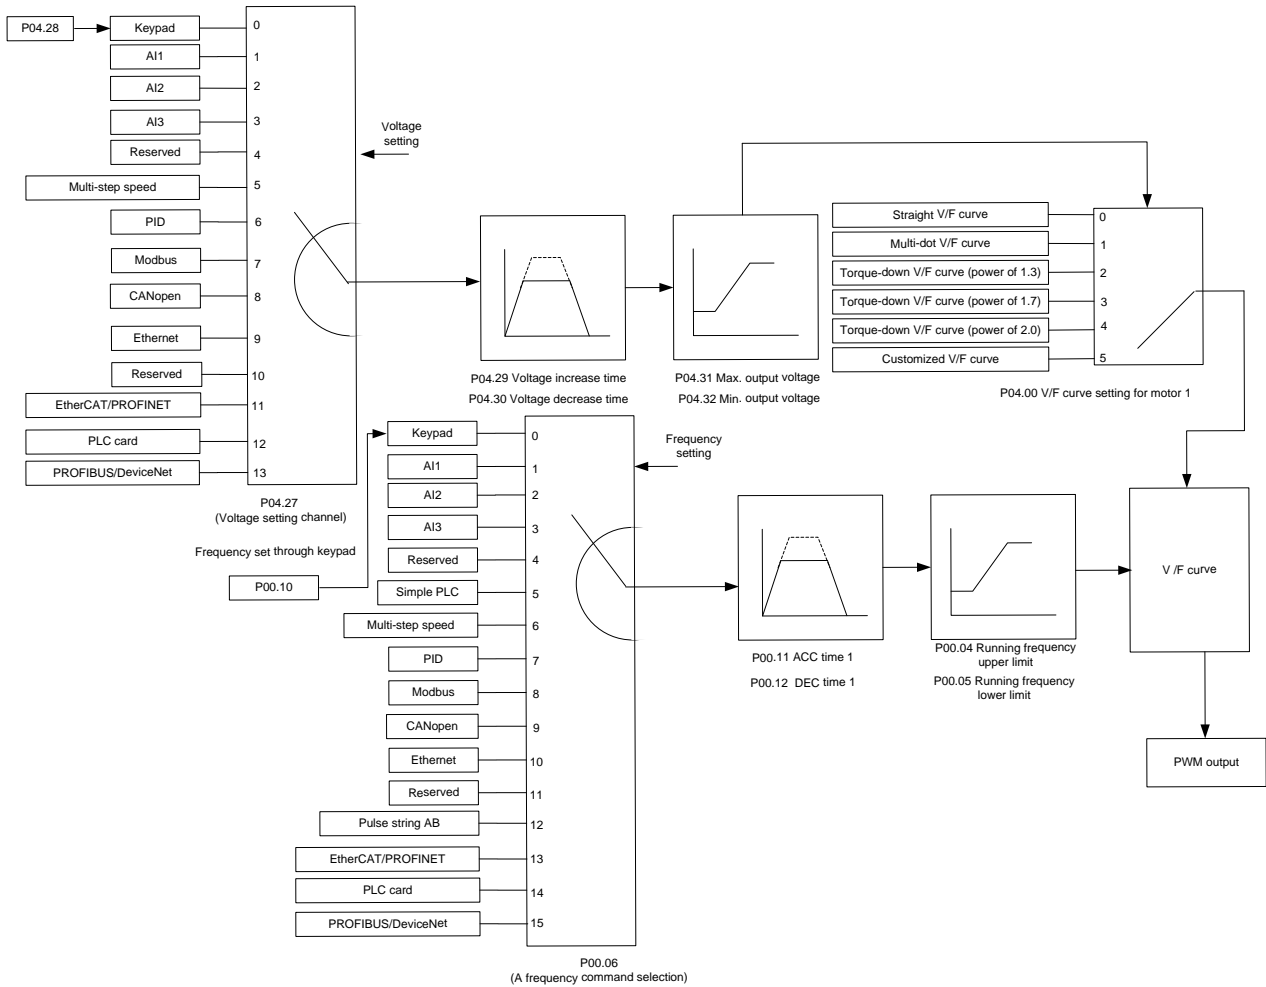 P04.28
Keypad
0
AI1
1
AI2
2
AI3
3
Reserved
4
Multi-step speed
5
PID
6
Modbus
7
CANopen
8
Ethernet
9
Reserved
10
EtherCAT/PROFINET
11
PLC card
12
PROFIBUS/DeviceNet
13
P04.27
(Voltage setting channel)
Voltage
setting
P04.29 Voltage increase time
P04.30 Voltage decrease time
P04.31 Max. output voltage
P04.32 Min. output voltage
Straight V/F curve
0
Multi-dot V/F curve
1
Torque-down V/F curve (power of 1.3)
2
Torque-down V/F curve (power of 1.7)
3
Torque-down V/F curve (power of 2.0)
4
Customized V/F curve
5
P04.00 V/F curve setting for motor 1
Frequency set through keypad
P00.10
Keypad
0
AI1
1
AI2
2
AI3
3
Reserved
4
Simple PLC
5
Multi-step speed
6
PID
7
Modbus
8
CANopen
9
Ethernet
10
Reserved
11
Pulse string AB
12
EtherCAT/PROFINET
13
PLC card
14
PROFIBUS/DeviceNet
15
P00.06
(A frequency command selection)
Frequency
setting
P00.11 ACC time 1
P00.12 DEC time 1
P00.04 Running frequency
upper limit
P00.05 Running frequency
lower limit
V /F curve
PWM output